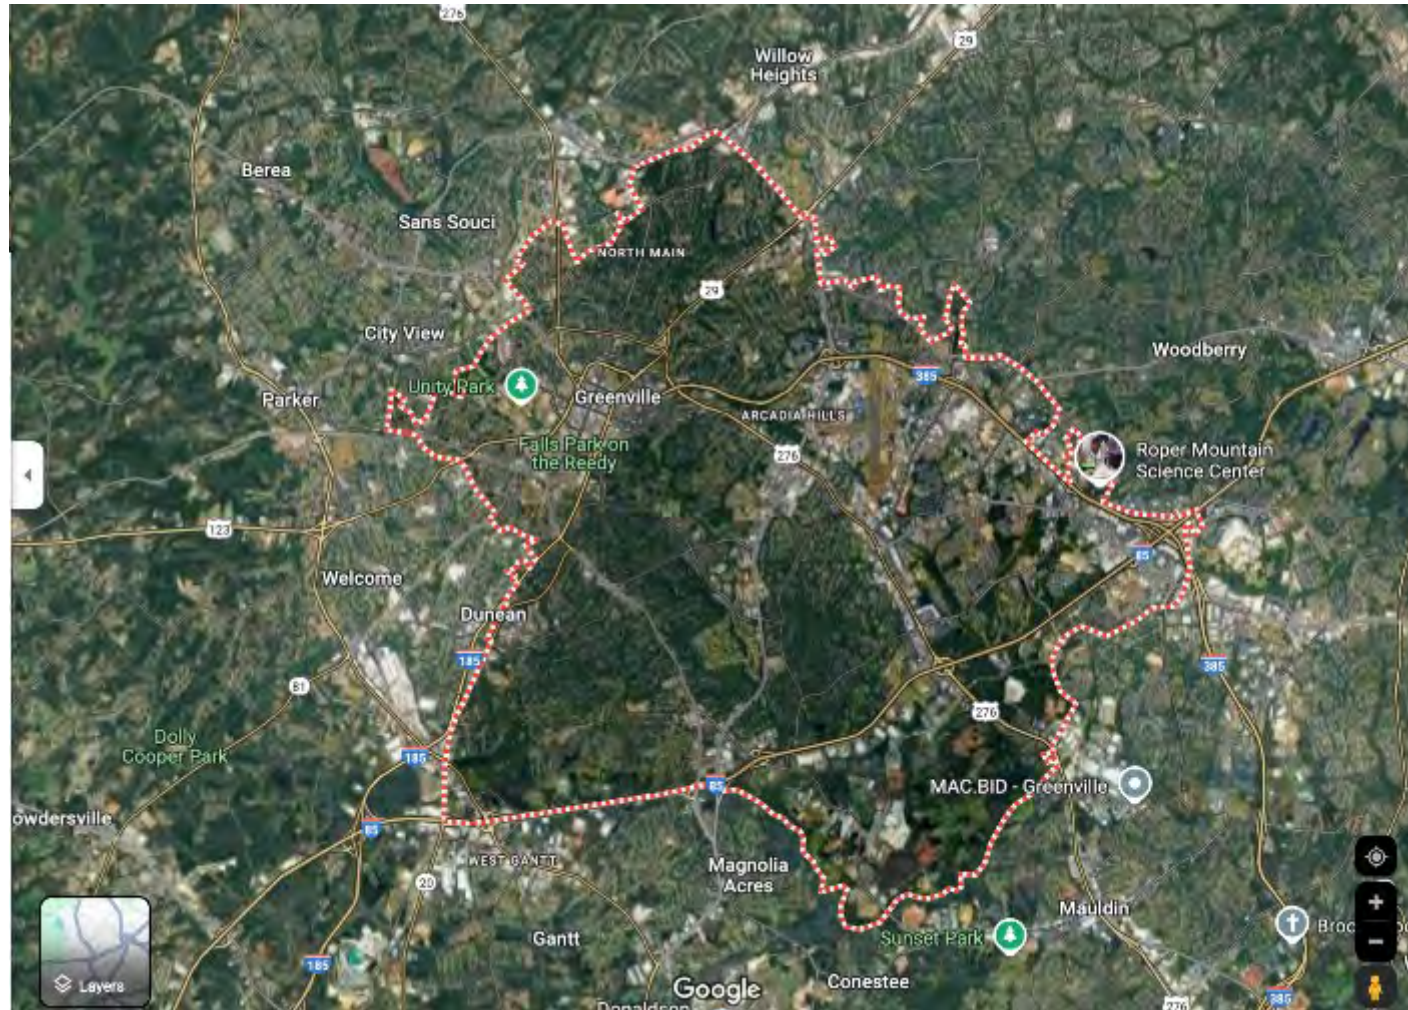 276
29
Willow
Heights
Berea
Sans Souci
NORTH MAIN
29
City View
Woodberry
385
Unity Park
Greenville
Parker
ARCADIA HILLS
Falls Park on
the Reedy
276
Roper Mountain
Science Center
123
85
Welcome
Dunean
185
385
81
276
Dolly
Cooper Park
185
85
MAC.BID - Greenville
owdersville
85
WEST GANTT
Magnolia
Acres
20
Mauldin
Gantt
Sunset Park
Broo
185
Layers
Google
Conestee
Donaldson
276
385